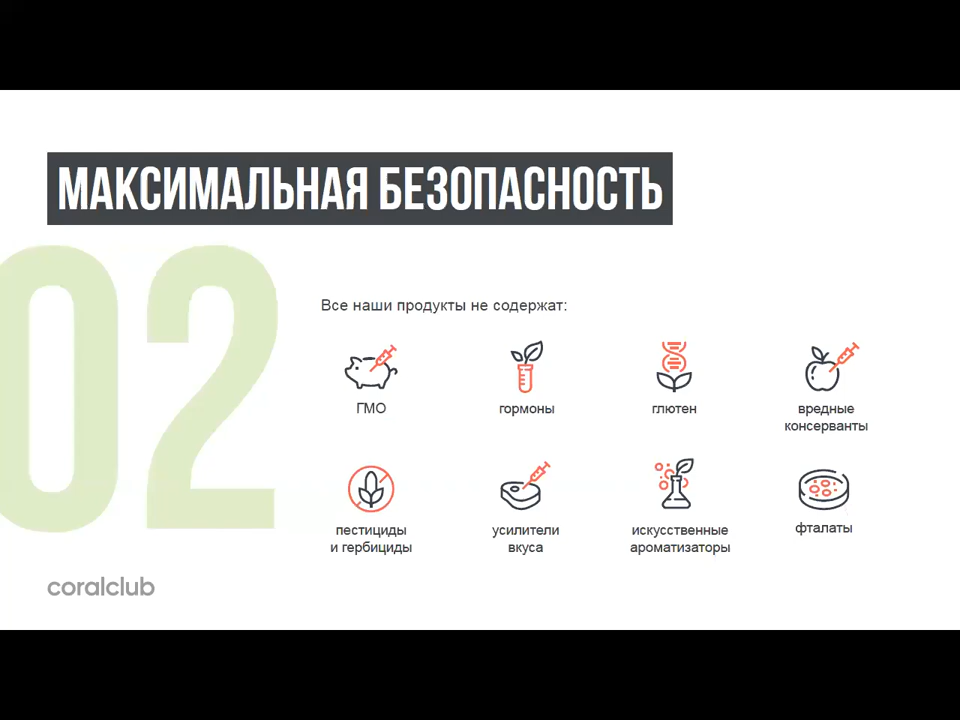 МАКСИМАЛЬНАЯ БЕЗОПАСНОСТЬ
02
Все наши продукты не содержат:
ГМО
гормоны
глютен
вредные
консерванты
пестициды
и гербициды
усилители
вкуса
искусственные
ароматизаторы
фталаты
coralclub